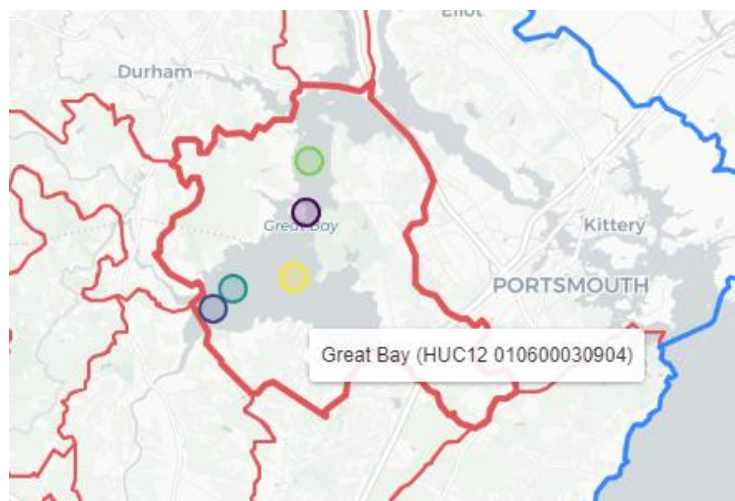 Eliot
Durham
Great Bay
Kittery
PORTSMOUTH
Great Bay (HUC12 010600030904)